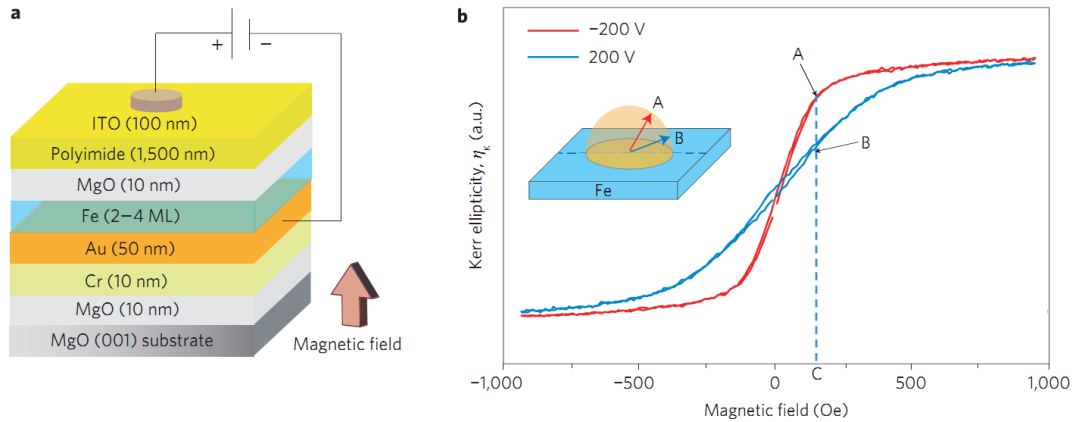 a
+ −
ITO (100 nm)
Polyimide (1,500 nm)
MgO (10 nm)
Fe (2–4 ML)
Au (50 nm)
Cr (10 nm)
MgO (10 nm)
MgO (001) substrate
Magnetic field
b
−200 V
200 V
A
B
A
B
Fe
Kerr ellipticity, ηK (a.u.)
C
−1,000 −500 0 500 1,000
Magnetic field (Oe)